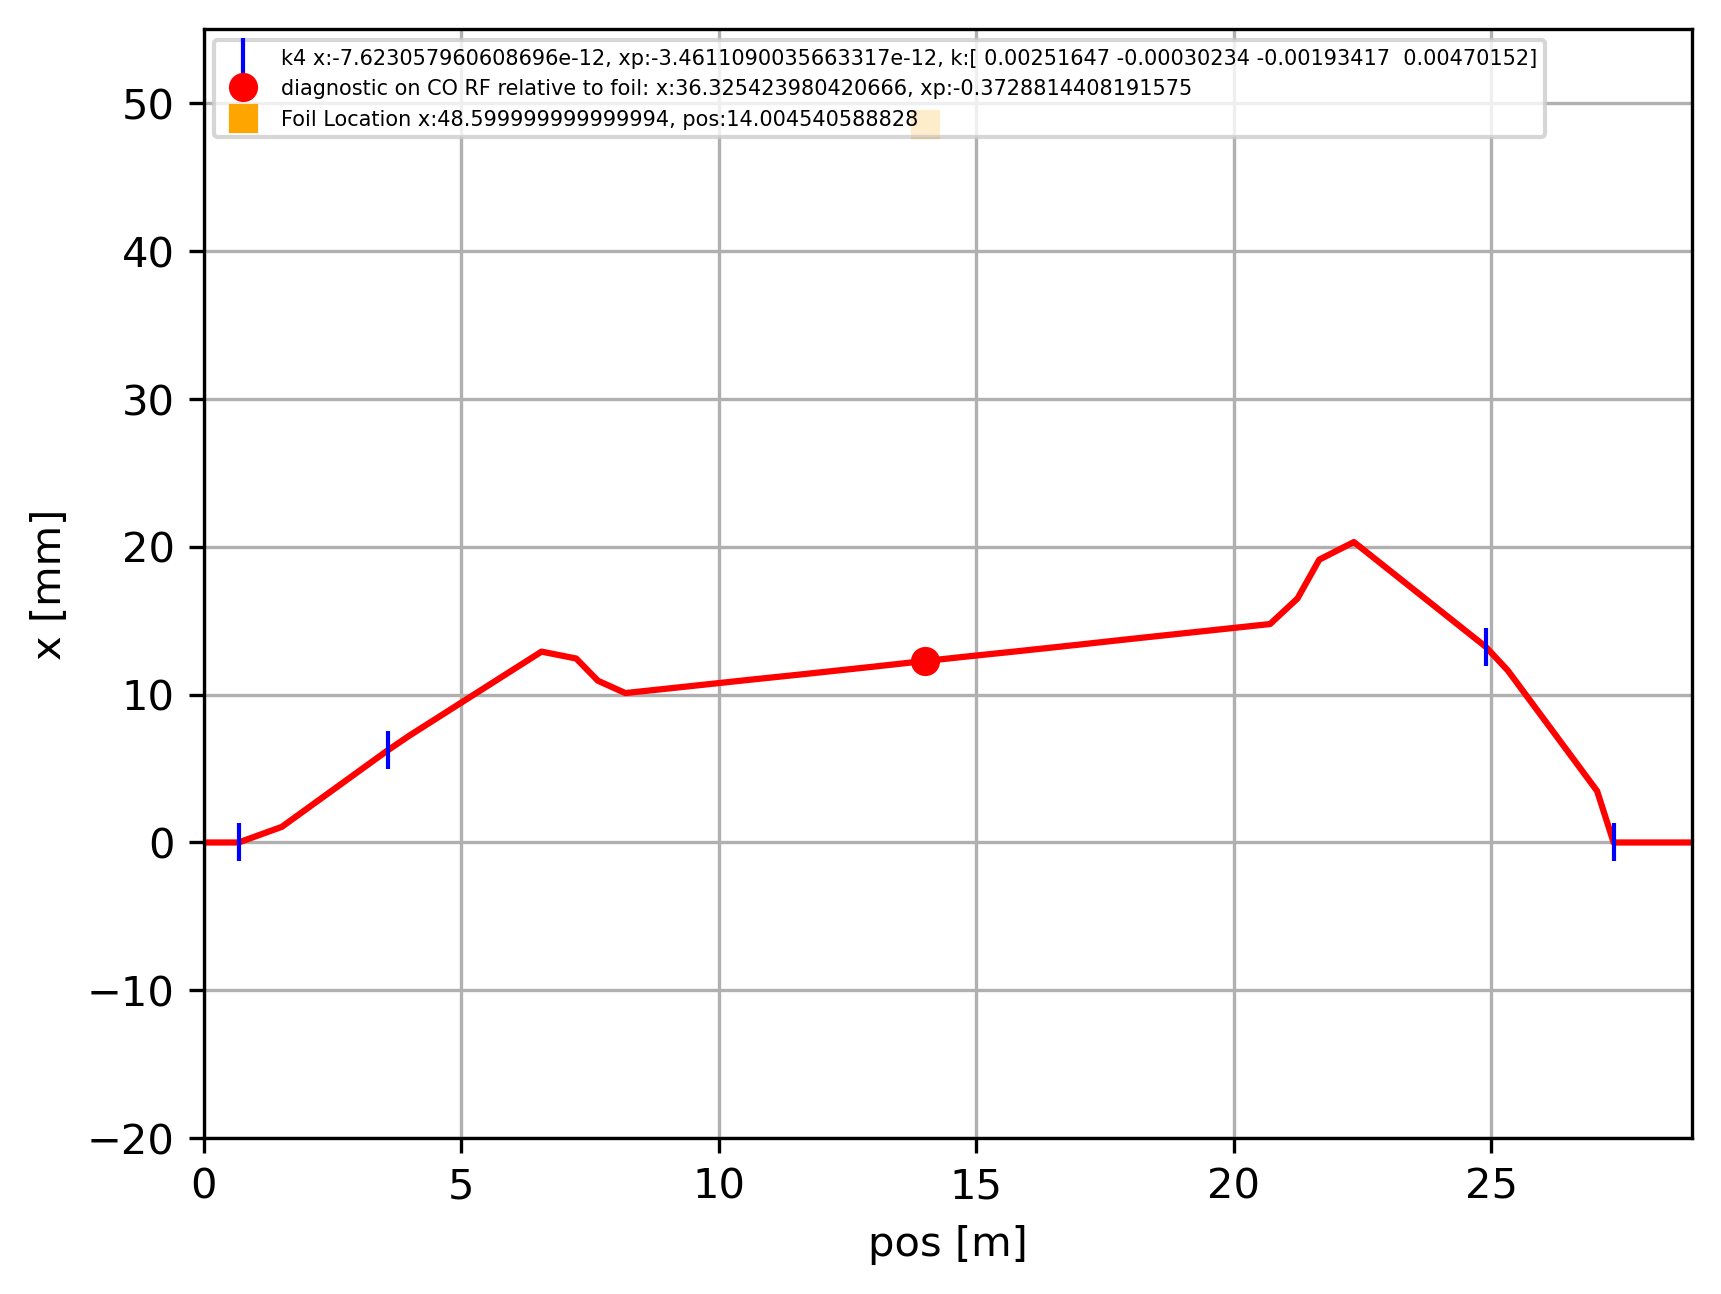 k4 x:-7.623057960608696e-12, xp:-3.4611090035663317e-12, k:[ 0.00251647 -0.00030234 -0.00193417  0.00470152]
diagnostic on CO RF relative to foil: x:36.325423980420666, xp:-0.3728814408191575
Foil Location x:48.599999999999994, pos:14.004540588828
50
40
30
20
10
0
−10
−20
x [mm]
0 5 10 15 20 25
pos [m]